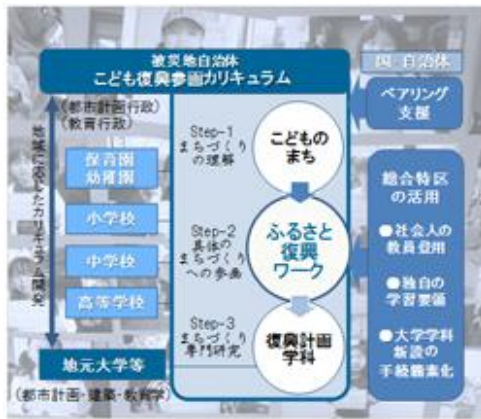 被災地自治体
こども復興参画カリキュラム
国・自治体
ペアリング
支援
(都市計画行政)
(教育行政)
地域に応じたカリキュラム開発
保育園
幼稚園
小学校
中学校
高等学校
地元大学等
(都市計画・建築・教育学)
Step-1
まちづくり
の理解
こどもの
まち
Step-2
具体の
まちづくり
への参画
ふるさと
復興
ワーク
Step-3
まちづくり
専門研究
復興計画
学科
総合特区
の活用
●社会人の
教員登用
●独自の
学習要領
●大学学科
新設の
手続簡素化